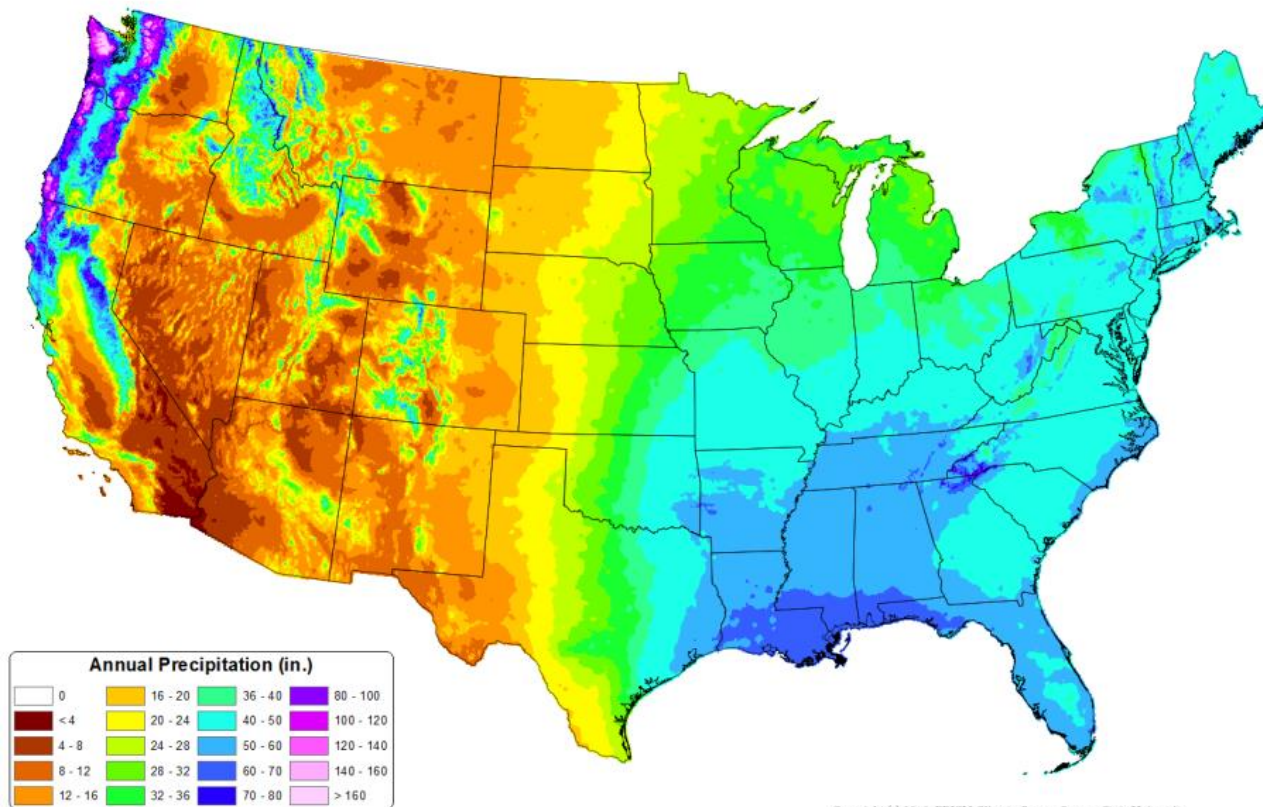 Annual Precipitation (in.)
0 16 - 20 36 - 40 80 - 100
< 4 20 - 24 40 - 50 100 - 120
4 - 8 24 - 28 50 - 60 120 - 140
8 - 12 28 - 32 60 - 70 140 - 160
12 - 16 32 - 36 70 - 80 > 160